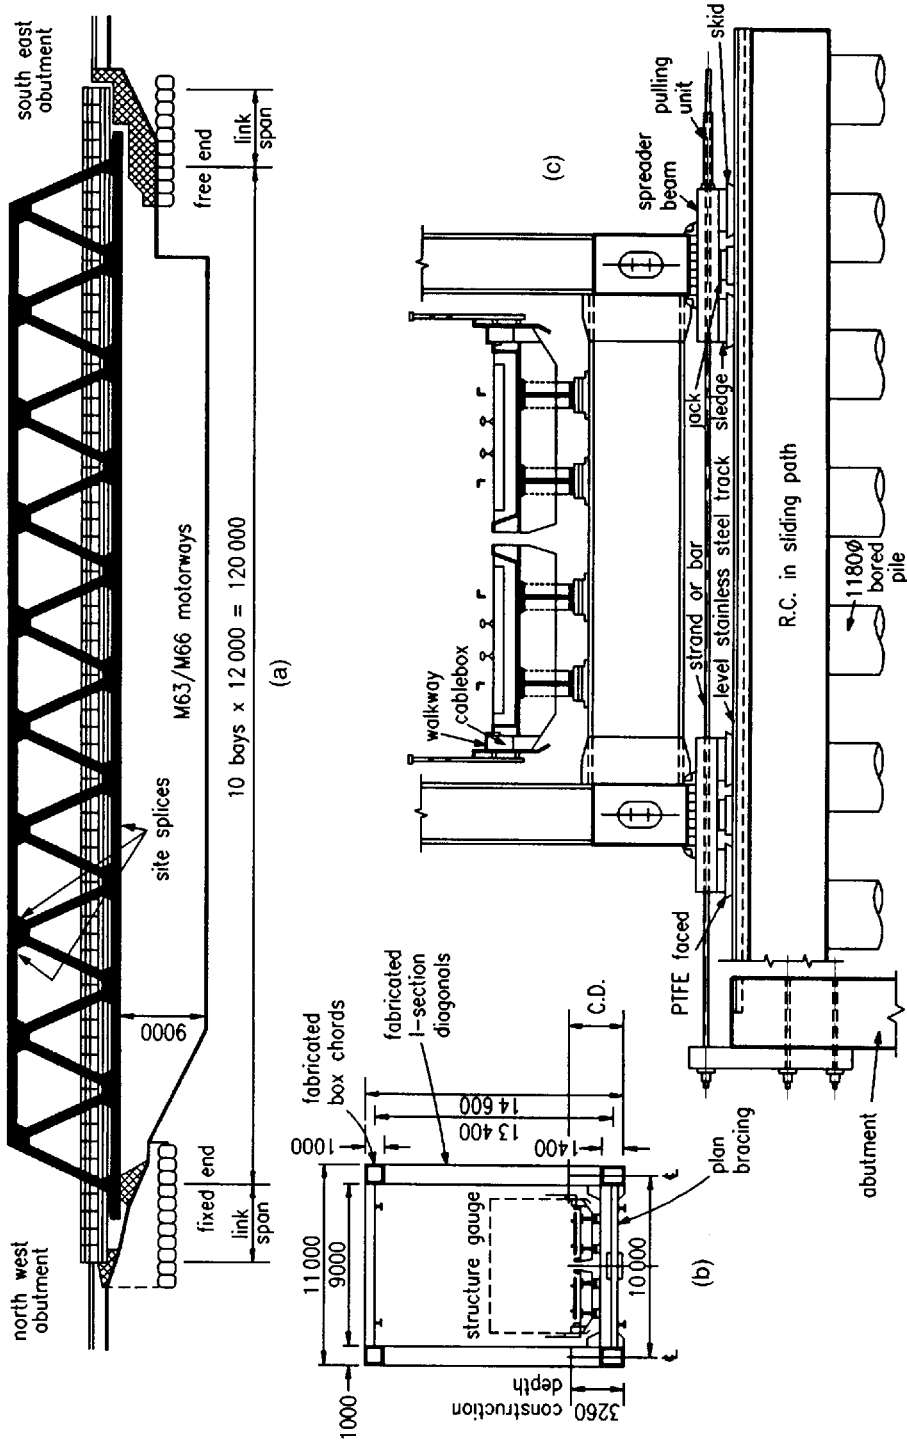 north west
abutment
south east
abutment
fixed
end
link
span
site splices
M63/M66 motorways
9000
10 bays x 12 000 = 120 000
free
end
link
span
(a)
11000
9000
1000
1000
fabricated
box chords
fabricated
I-section
diagonals
structure gauge
14 600
13 400
400
C.D.
3260 construction
depth
10 000
plan
bracing
(b)
walkway
cablebox
(c)
spreader
beam
pulling
unit
skid
jack
sledge
strand or bar
level stainless steel track
PTFE faced
R.C. in sliding path
1180Ø
bored
pile
abutment